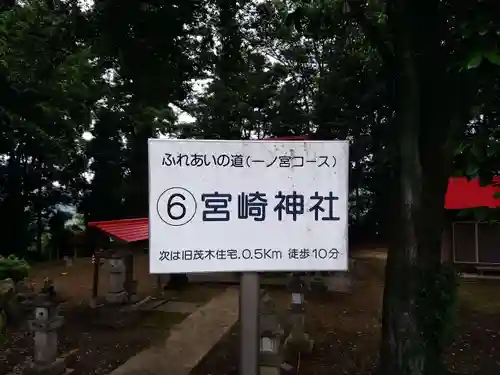 ふれあいの道(一ノ宮コース)
⑥宮崎神社
次は旧茂木住宅.0.5Km 徒歩10分